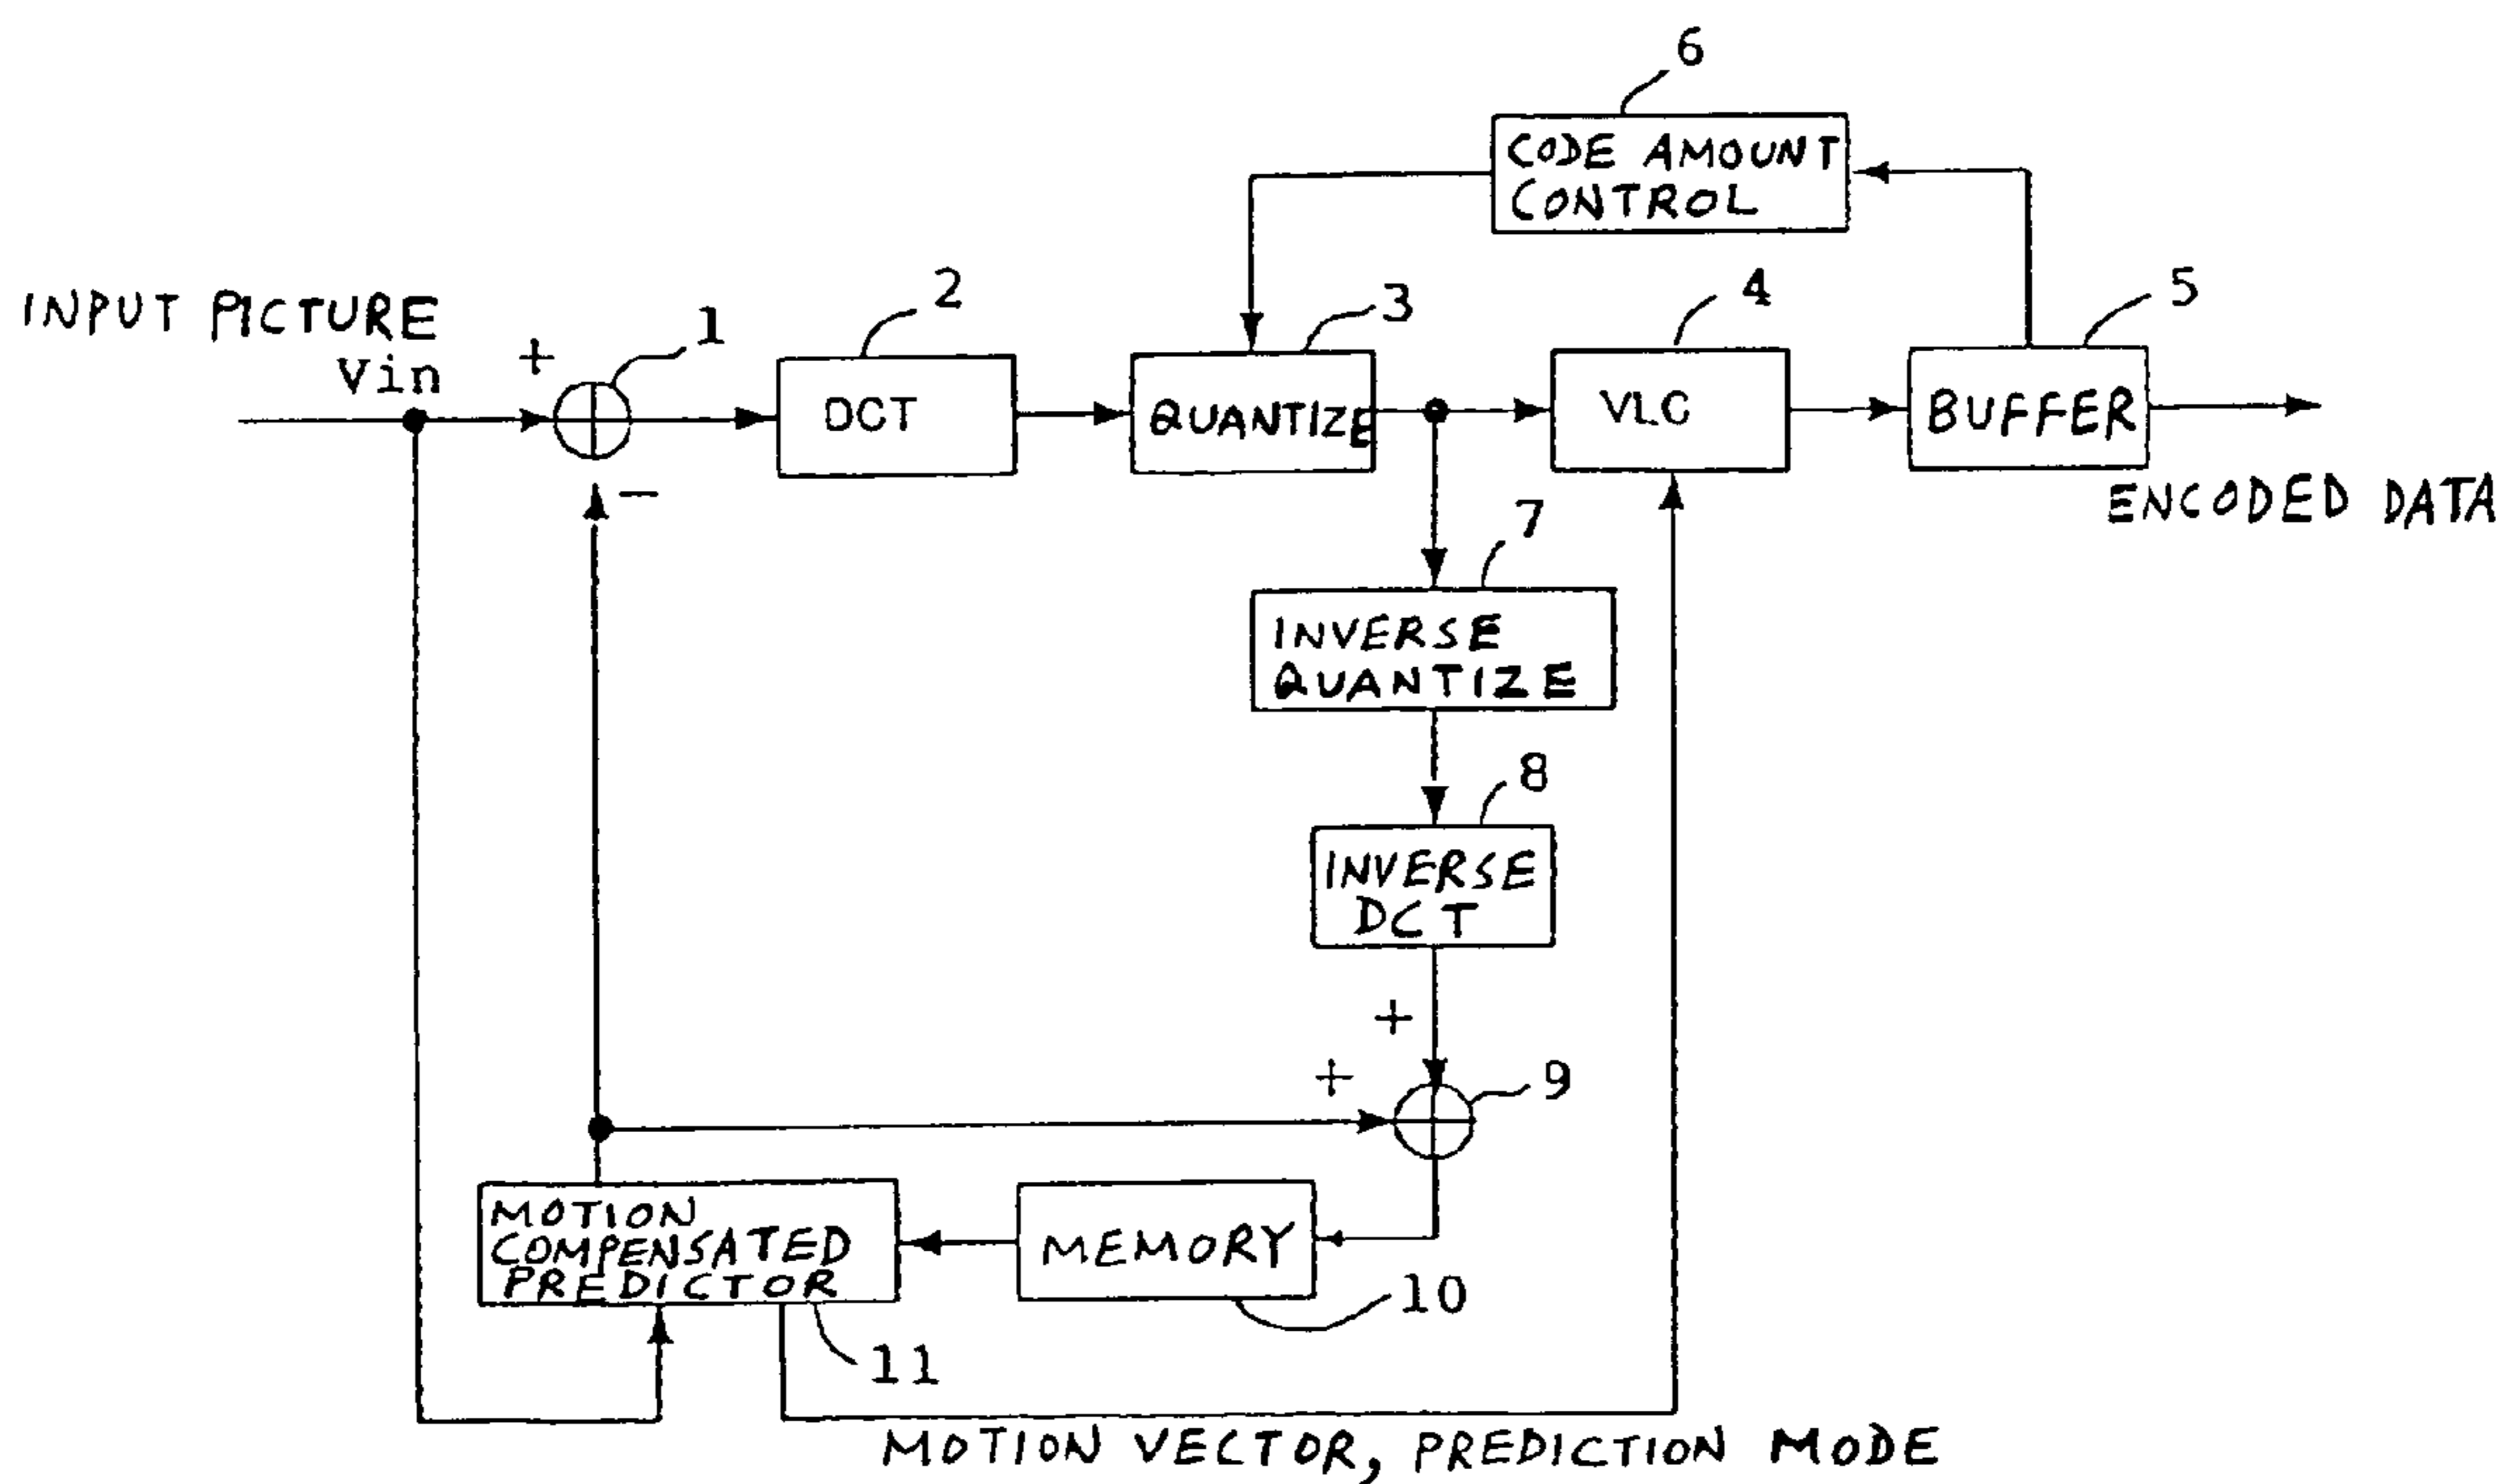 6
CODE AMOUNT
CONTROL
INPUT PICTURE
Vin
+
1
2
3
4
5
DCT
QUANTIZE
VLC
BUFFER
−
ENCODED DATA
7
INVERSE
QUANTIZE
8
INVERSE
DCT
+
+
9
MOTION
COMPENSATED
PREDICTOR
MEMORY
10
11
MOTION VECTOR, PREDICTION MODE